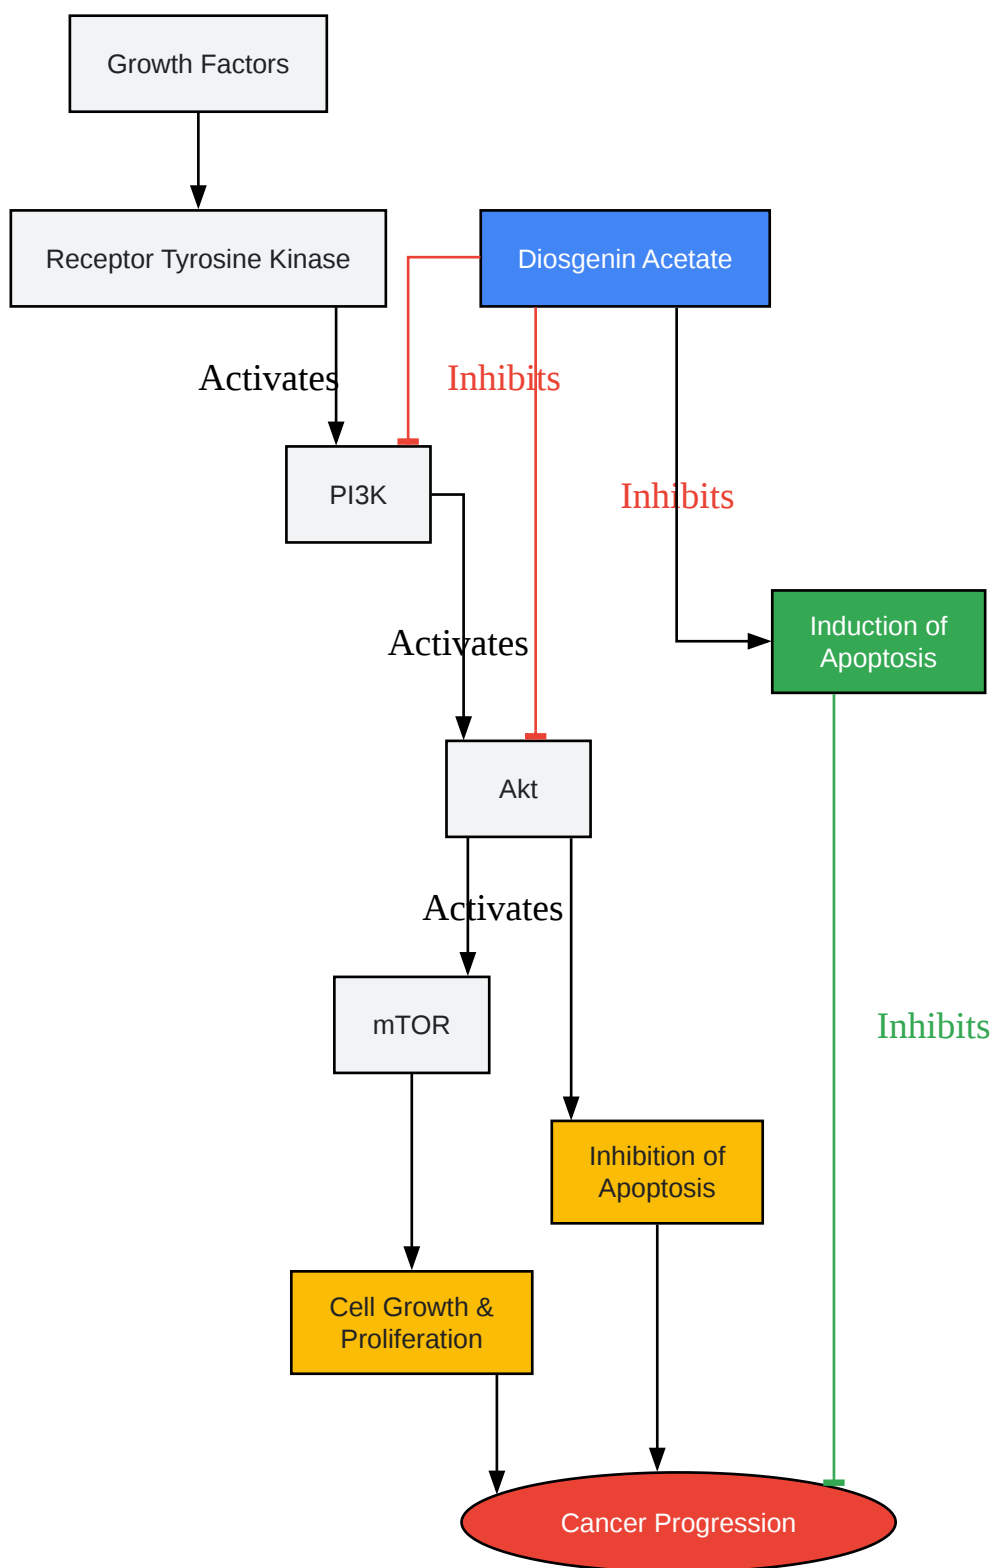 Growth Factors
Receptor Tyrosine Kinase
Diosgenin Acetate
Activates
Inhibits
PI3K
Inhibits
Induction of
Apoptosis
Activates
Akt
Activates
mTOR
Inhibits
Inhibition of
Apoptosis
Cell Growth &
Proliferation
Cancer Progression